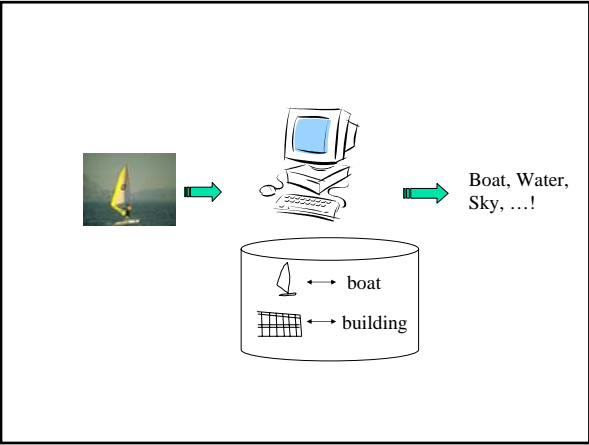 Boat, Water,
Sky, …!
boat
building